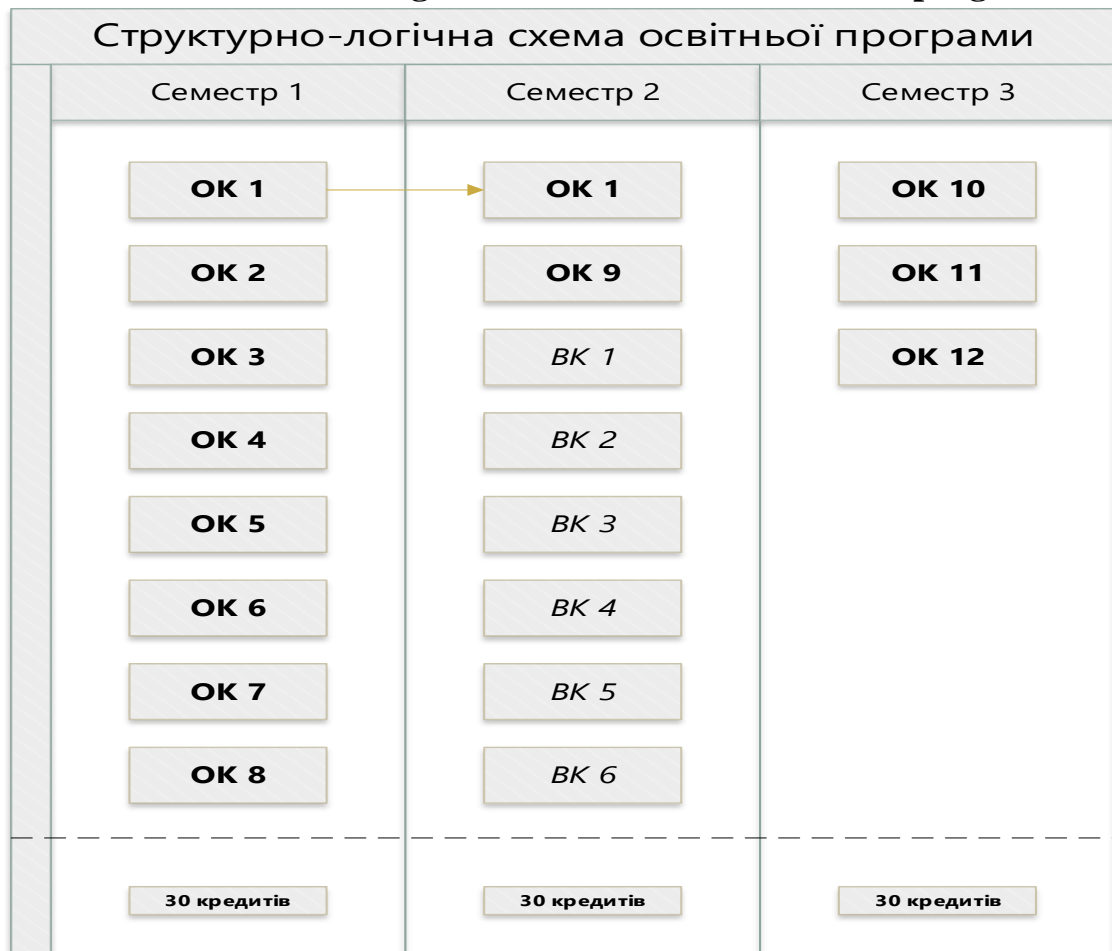 Структурно-логічна схема освітньої програми
Семестр 1
Семестр 2
Семестр 3
ОК 1
ОК 1
ОК 10
ОК 2
ОК 9
ОК 11
ОК 3
ВК 1
ОК 12
ОК 4
ВК 2
ОК 5
ВК 3
ОК 6
ВК 4
ОК 7
ВК 5
ОК 8
ВК 6
30 кредитів
30 кредитів
30 кредитів